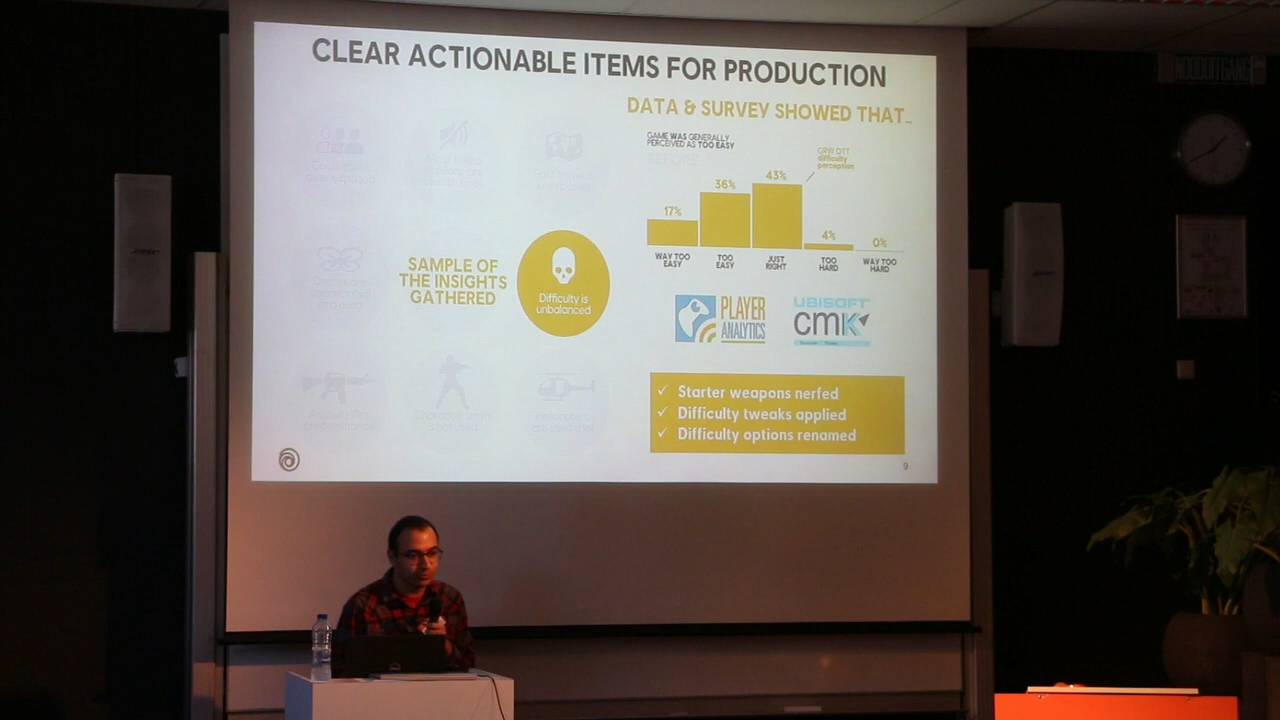 CLEAR ACTIONABLE ITEMS FOR PRODUCTION
DATA & SURVEY SHOWED THAT...
GAME WAS GENERALLY
PERCEIVED AS TOO EASY
GRW OTT
difficulty
perception
17%
36%
43%
4%
0%
WAY TOO
EASY
TOO
EASY
JUST
RIGHT
TOO
HARD
WAY TOO
HARD
SAMPLE OF
THE INSIGHTS
GATHERED
Difficulty is
unbalanced
PLAYER
ANALYTICS
UBISOFT
cmk
✓ Starter weapons nerfed
✓ Difficulty tweaks applied
✓ Difficulty options renamed
9
NOODUITGANG